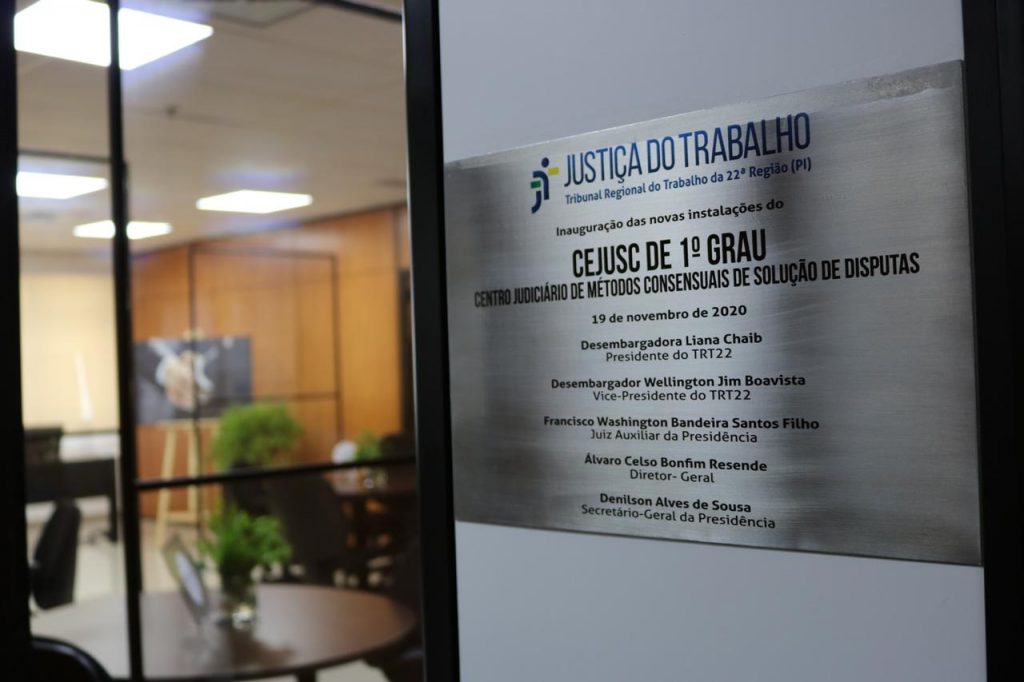 JUSTIÇA DO TRABALHO
Tribunal Regional do Trabalho da 22ª Região (PI)
Inauguração das novas instalações do
CEJUSC DE 1º GRAU
CENTRO JUDICIÁRIO DE MÉTODOS CONSENSUAIS DE SOLUÇÃO DE DISPUTAS
19 de novembro de 2020
Desembargadora Liana Chaib
Presidente do TRT22
Desembargador Wellington Jim Boavista
Vice-Presidente do TRT22
Francisco Washington Bandeira Santos Filho
Juiz Auxiliar da Presidência
Álvaro Celso Bonfim Resende
Diretor- Geral
Denilson Alves de Sousa
Secretário-Geral da Presidência